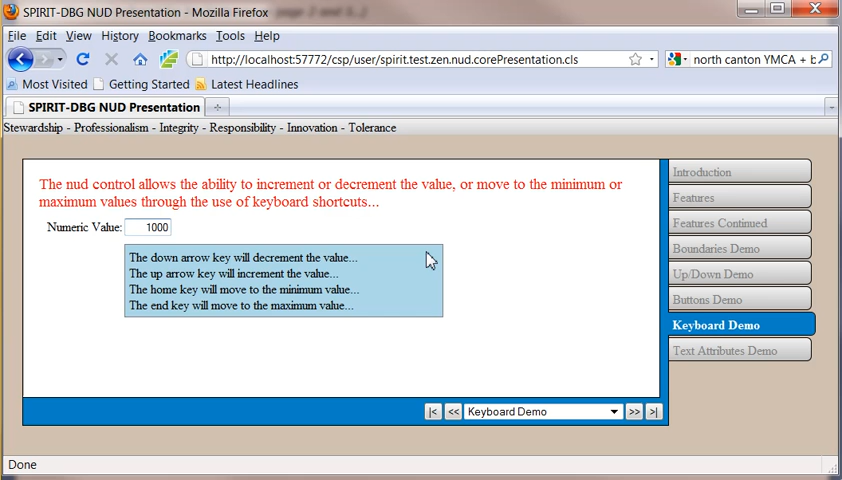 SPIRIT-DBG NUD Presentation - Mozilla Firefox
File Edit View History Bookmarks Tools Help
http://localhost:57772/csp/user/spirit.test.zen.nud.corePresentation.cls
north canton YMCA + b
Most Visited Getting Started Latest Headlines
SPIRIT-DBG NUD Presentation
Stewardship - Professionalism - Integrity - Responsibility - Innovation - Tolerance
The nud control allows the ability to increment or decrement the value, or move to the minimum or
maximum values through the use of keyboard shortcuts...
Numeric Value: 1000
The down arrow key will decrement the value...
The up arrow key will increment the value...
The home key will move to the minimum value...
The end key will move to the maximum value...
Introduction
Features
Features Continued
Boundaries Demo
Up/Down Demo
Buttons Demo
Keyboard Demo
Text Attributes Demo
|< << Keyboard Demo >> >|
Done